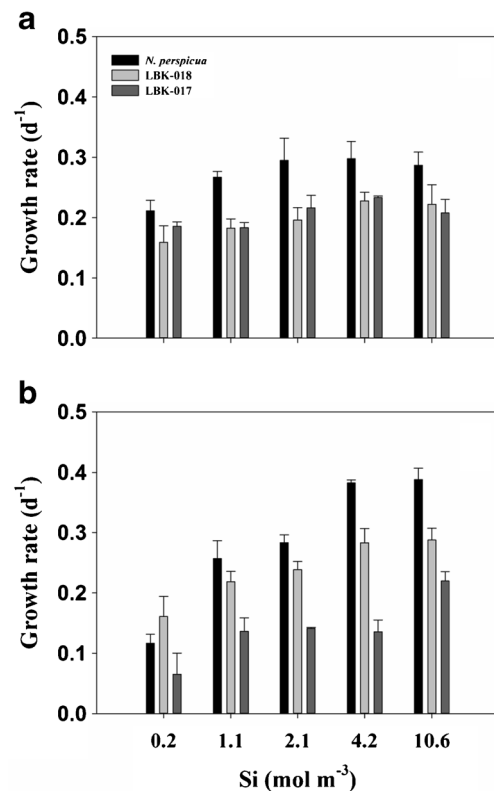 a
0.5
0.4
0.3
0.2
0.1
0.0
Growth rate (d⁻¹)
N. perspicua
LBK-018
LBK-017
b
0.5
0.4
0.3
0.2
0.1
0.0
Growth rate (d⁻¹)
0.2 1.1 2.1 4.2 10.6
Si (mol m⁻³)